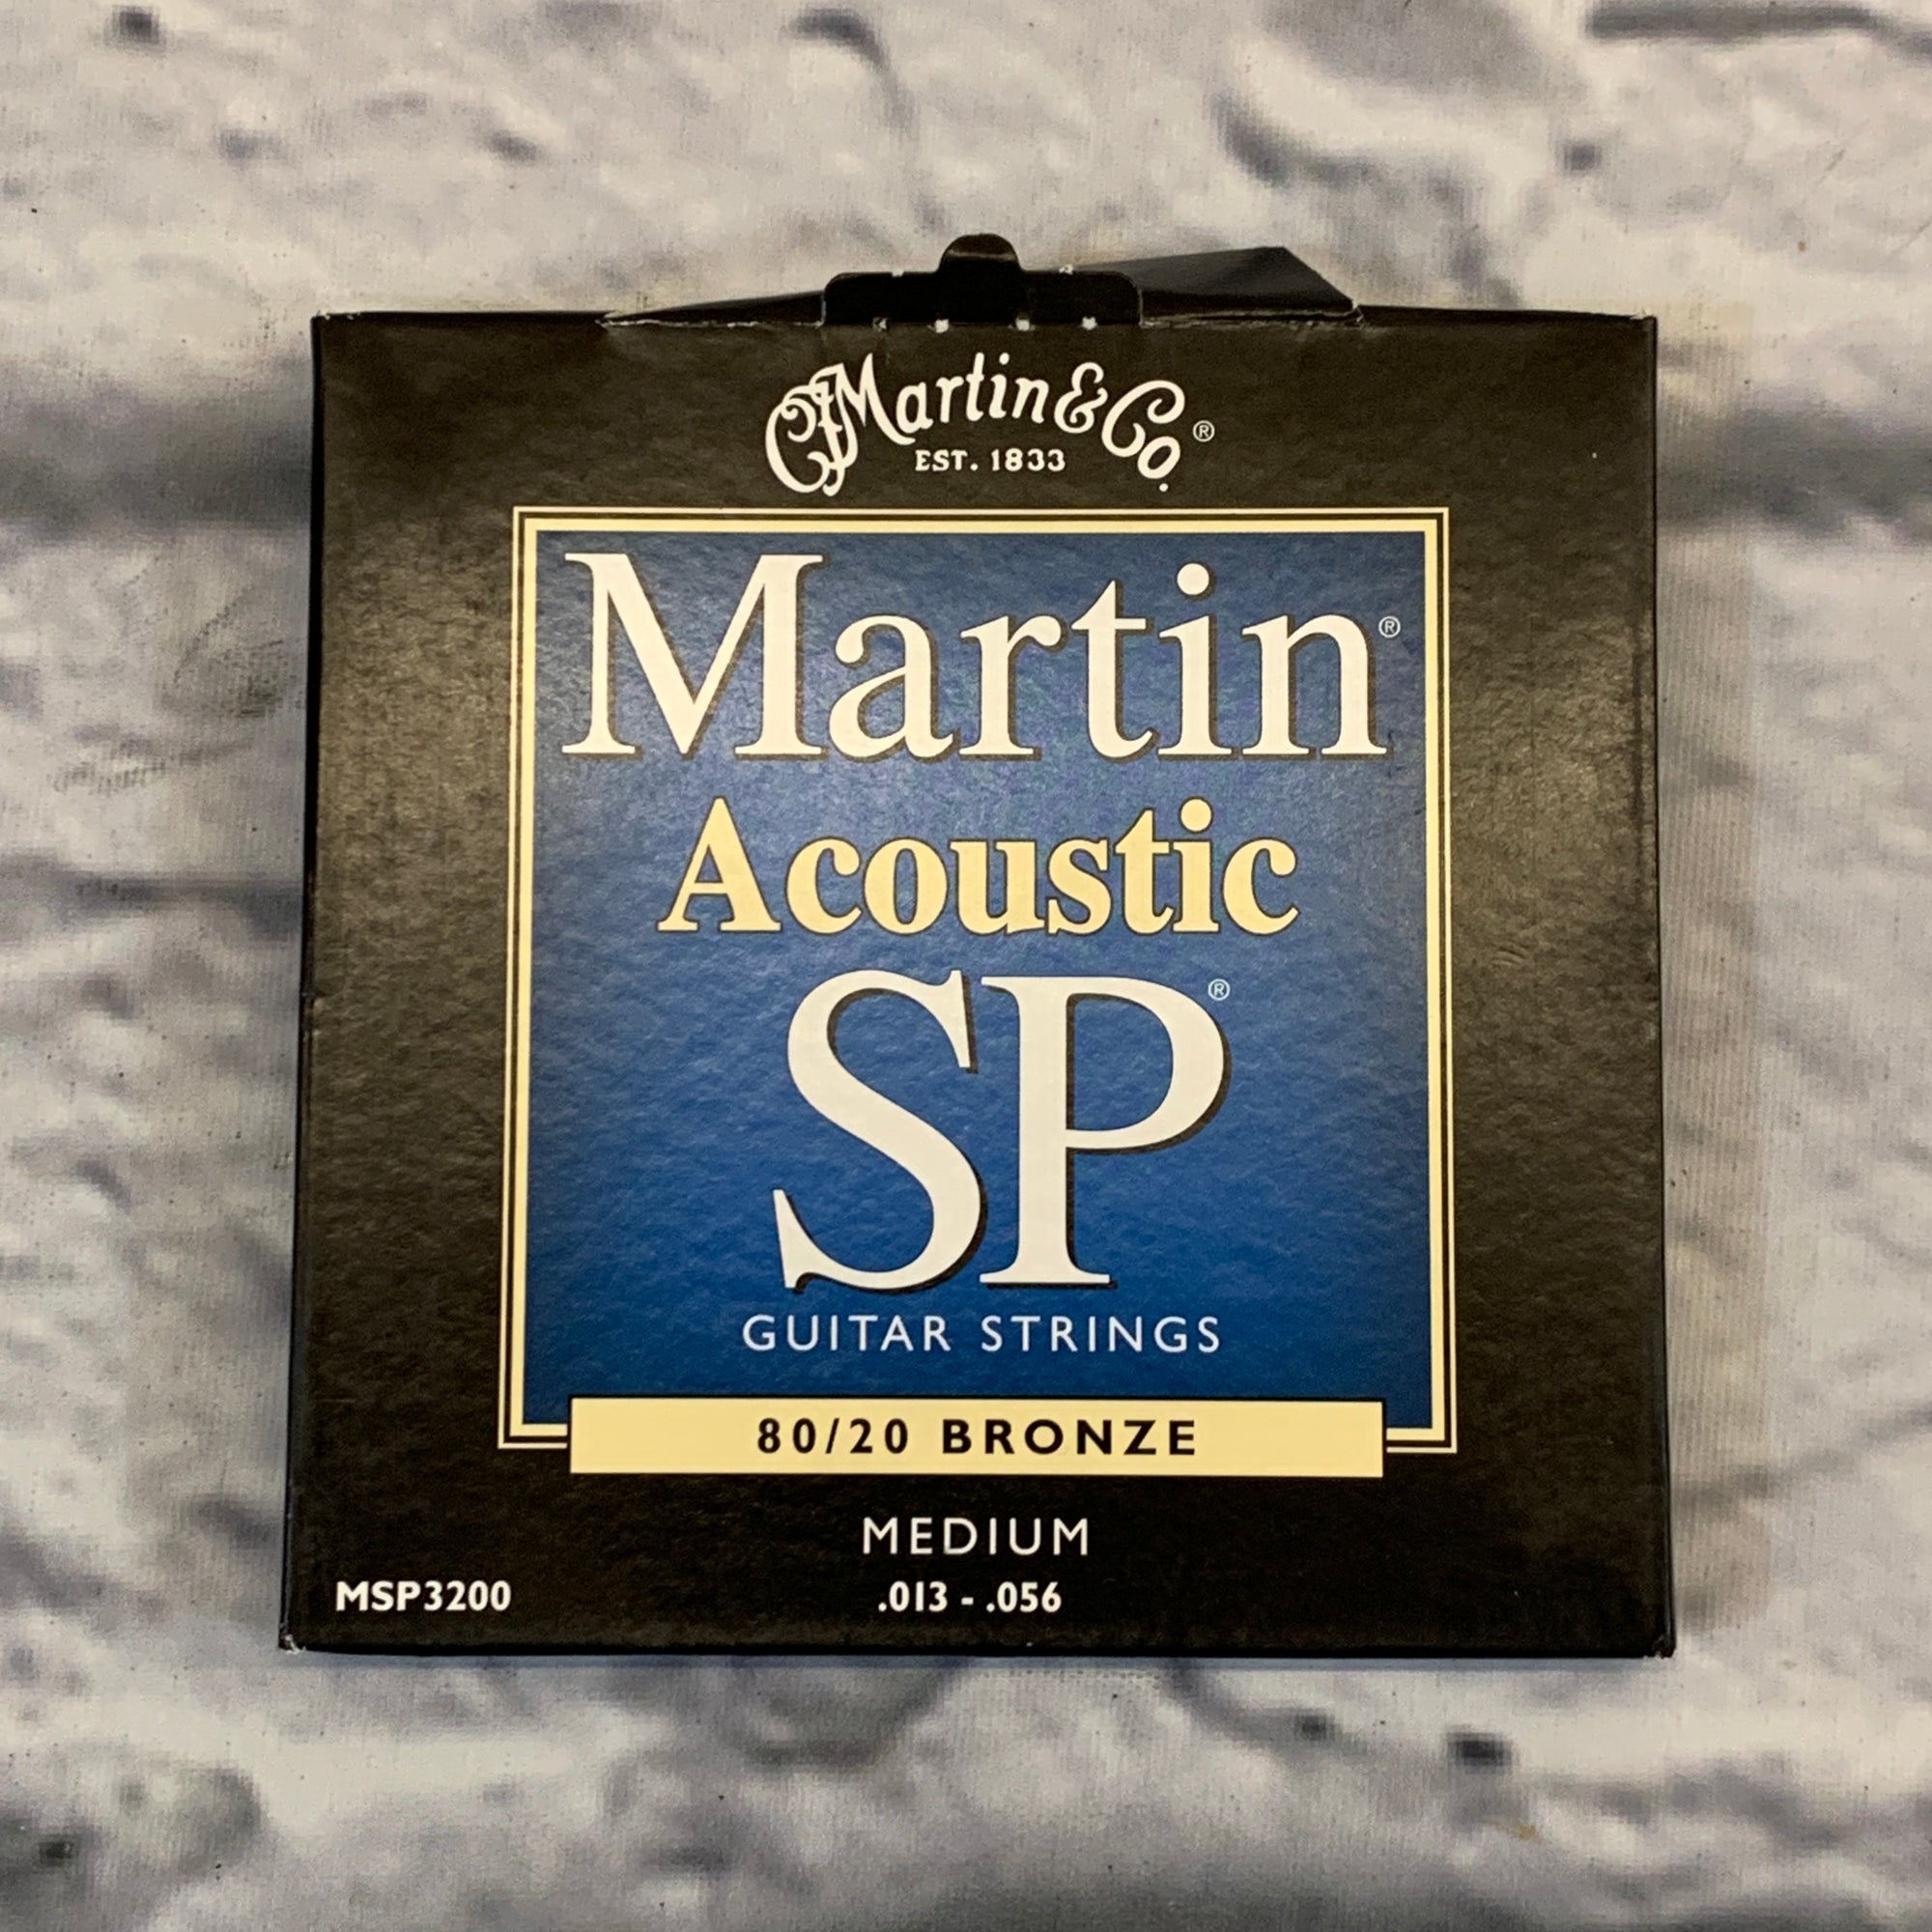 CFMartin & Co.®
EST. 1833
Martin®
Acoustic
SP®
GUITAR STRINGS
80/20 BRONZE
MEDIUM
MSP3200 .013 - .056